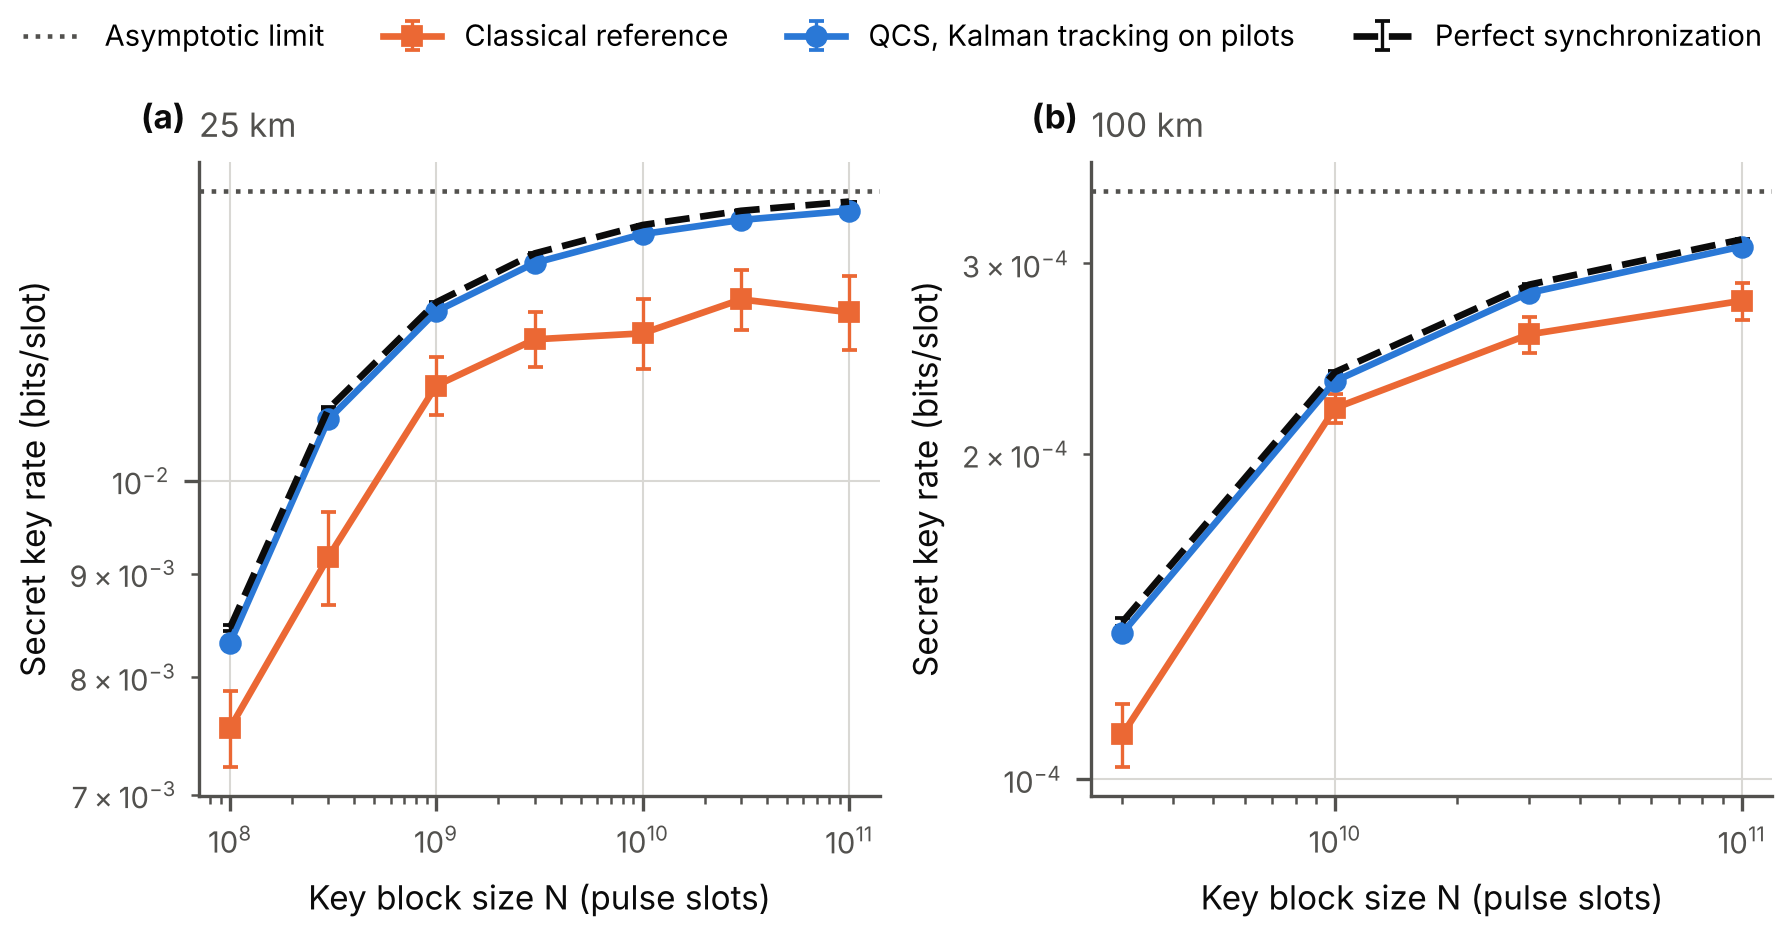 Asymptotic limit
Classical reference
QCS, Kalman tracking on pilots
Perfect synchronization
(a) 25 km
Secret key rate (bits/slot)
10⁻²
9 × 10⁻³
8 × 10⁻³
7 × 10⁻³
10⁸ 10⁹ 10¹⁰ 10¹¹
Key block size N (pulse slots)
(b) 100 km
Secret key rate (bits/slot)
3 × 10⁻⁴
2 × 10⁻⁴
10⁻⁴
10¹⁰ 10¹¹
Key block size N (pulse slots)